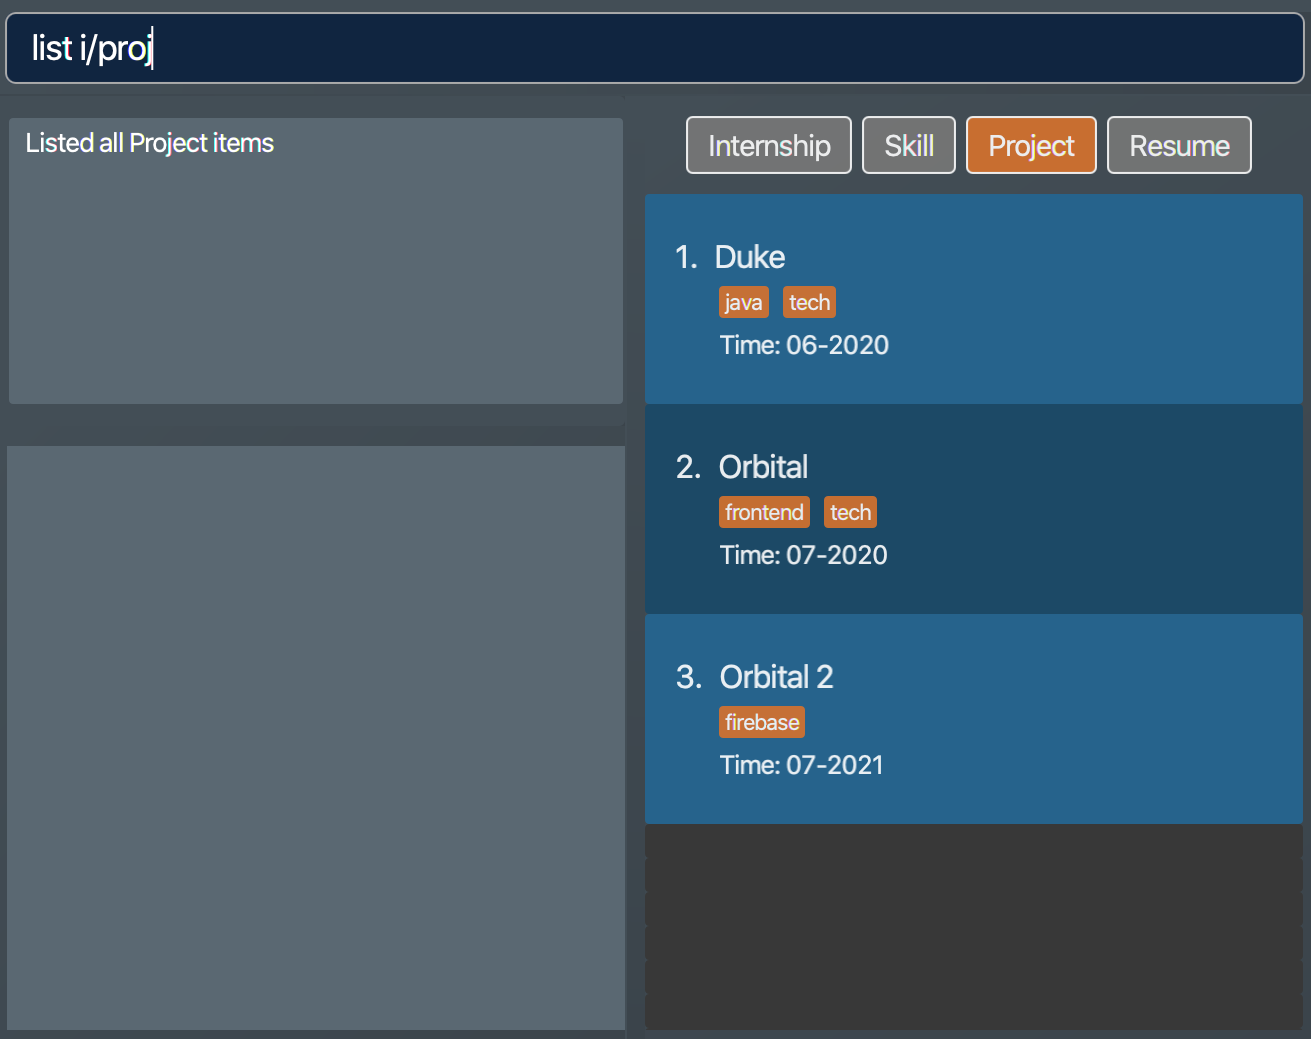 list i/proj
Listed all Project items
Internship Skill Project Resume
1. Duke
java tech
Time: 06-2020
2. Orbital
frontend tech
Time: 07-2020
3. Orbital 2
firebase
Time: 07-2021